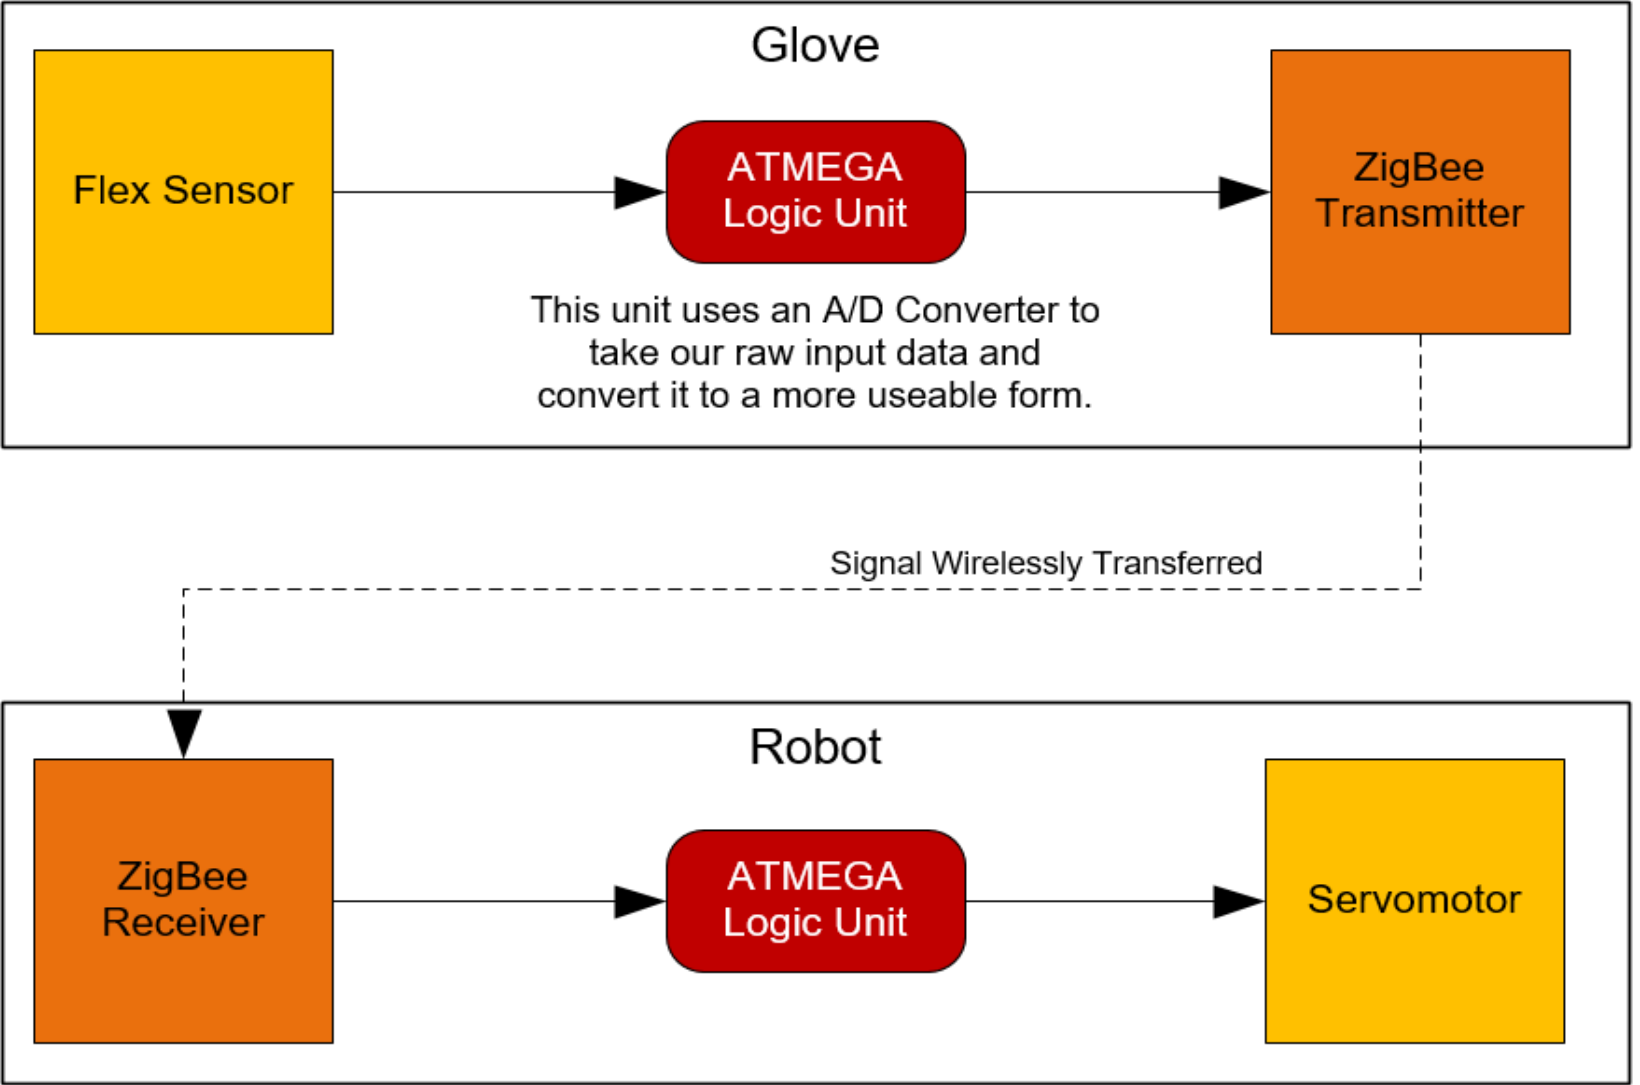 Glove
Flex Sensor
ATMEGA
Logic Unit
ZigBee
Transmitter
This unit uses an A/D Converter to
take our raw input data and
convert it to a more useable form.
Signal Wirelessly Transferred
Robot
ZigBee
Receiver
ATMEGA
Logic Unit
Servomotor